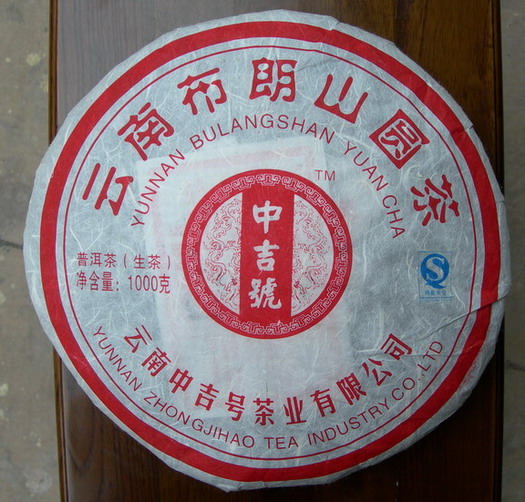 云南布朗山圆茶
YUNNAN BULANGSHAN YUAN CHA
TM
中吉號
普洱茶（生茶）
净含量：1000克
云南中吉号茶业有限公司
YUNNAN ZHONGJIHAO TEA INDUSTRY CO.,LTD